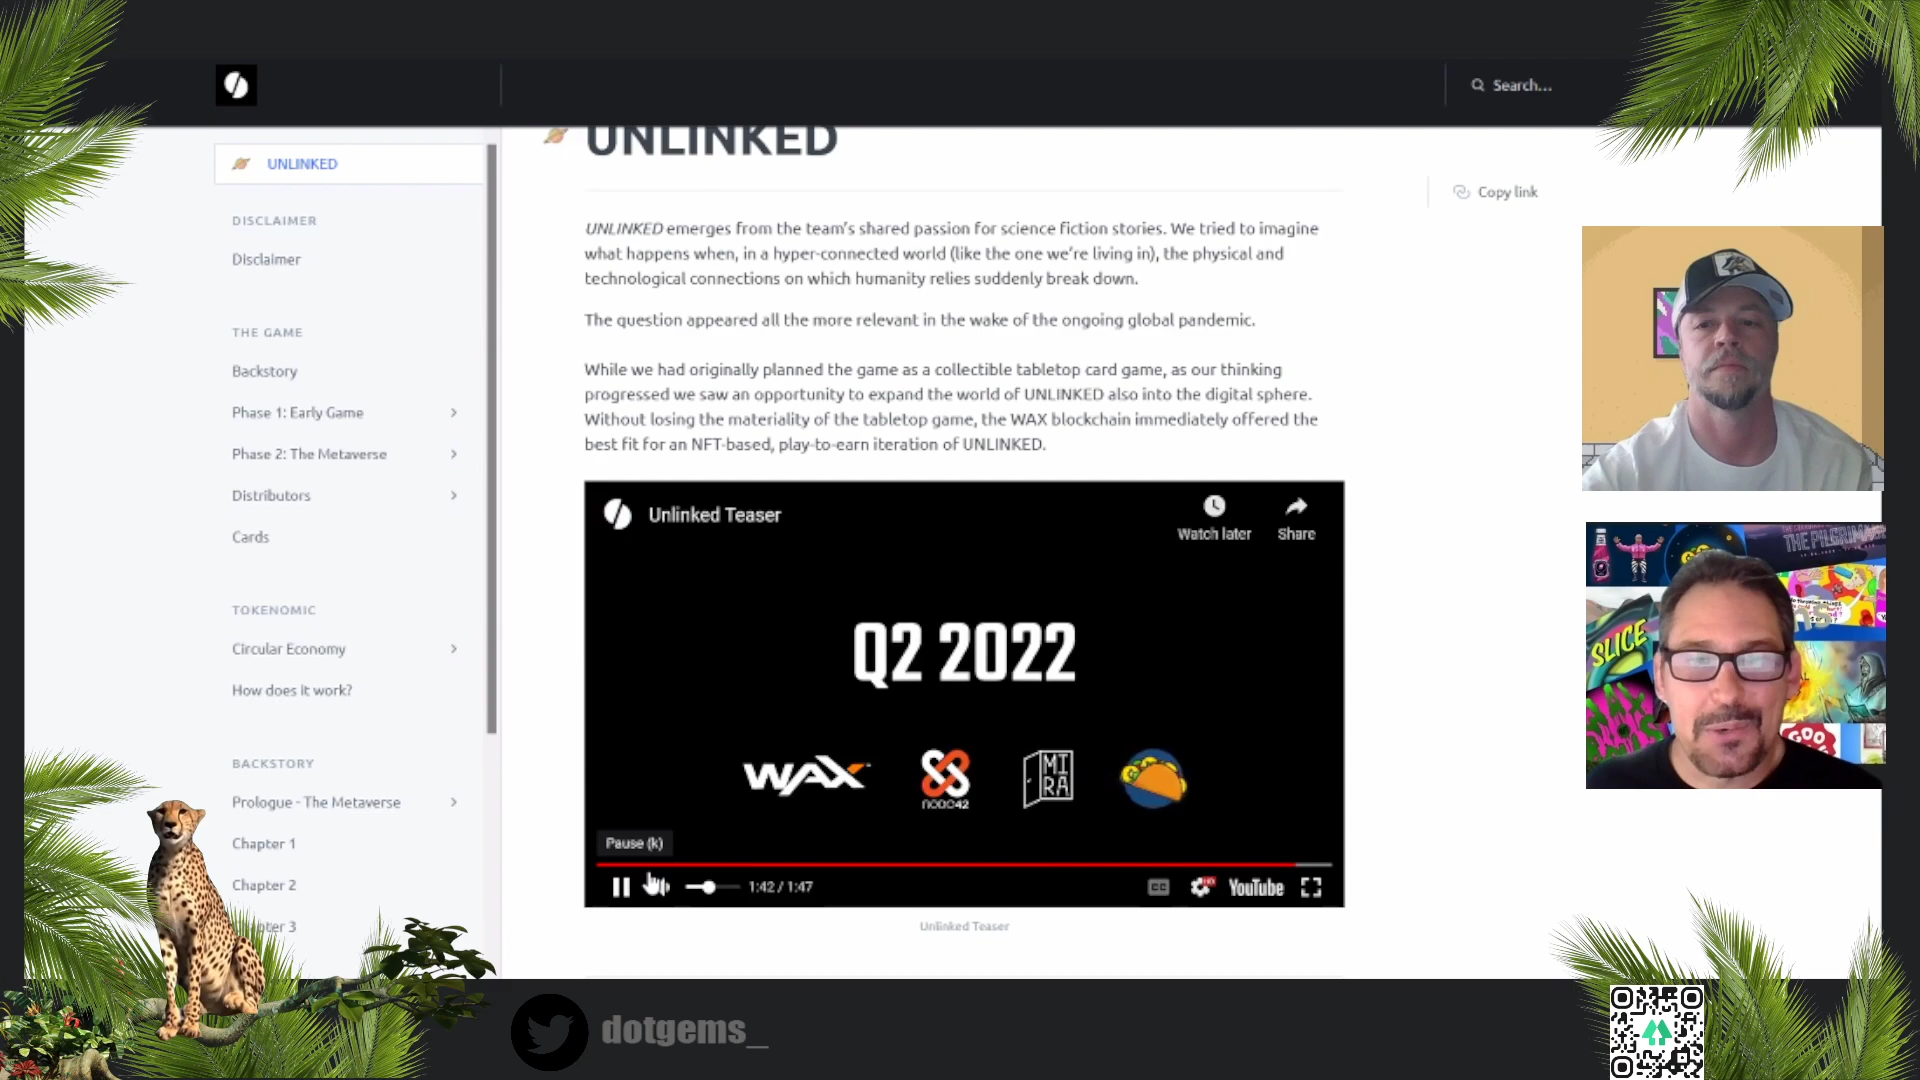 Search...
UNLINKED
UNLINKED
Copy link
DISCLAIMER
Disclaimer
THE GAME
Backstory
Phase 1: Early Game
Phase 2: The Metaverse
Distributors
Cards
TOKENOMIC
Circular Economy
How does it work?
BACKSTORY
Prologue - The Metaverse
Chapter 1
Chapter 2
pter 3
UNLINKED emerges from the team's shared passion for science fiction stories. We tried to imagine
what happens when, in a hyper-connected world (like the one we're living in), the physical and
technological connections on which humanity relies suddenly break down.
The question appeared all the more relevant in the wake of the ongoing global pandemic.
While we had originally planned the game as a collectible tabletop card game, as our thinking
progressed we saw an opportunity to expand the world of UNLINKED also into the digital sphere.
Without losing the materiality of the tabletop game, the WAX blockchain immediately offered the
best fit for an NFT-based, play-to-earn iteration of UNLINKED.
Unlinked Teaser
Watch later
Share
Q2 2022
WAX
NODO42
MI
RA
Pause (k)
1:42 / 1:47
CC
HD
YouTube
Unlinked Teaser
THE PILGRIMA
SLICE
GOO
dotgems_